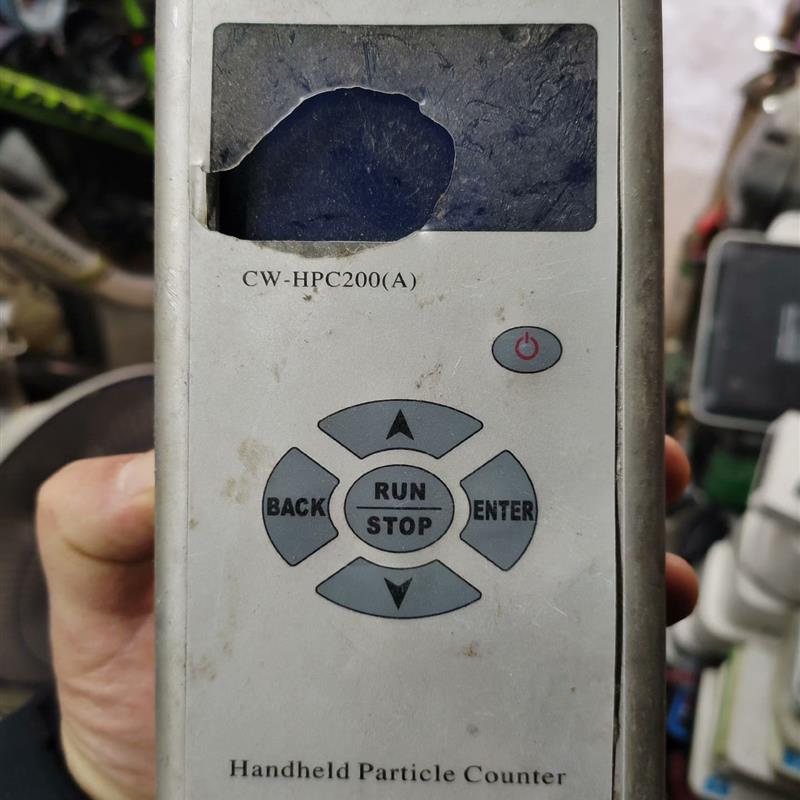 CW-HPC200(A)
BACK
RUN
STOP
ENTER
Handheld Particle Counter